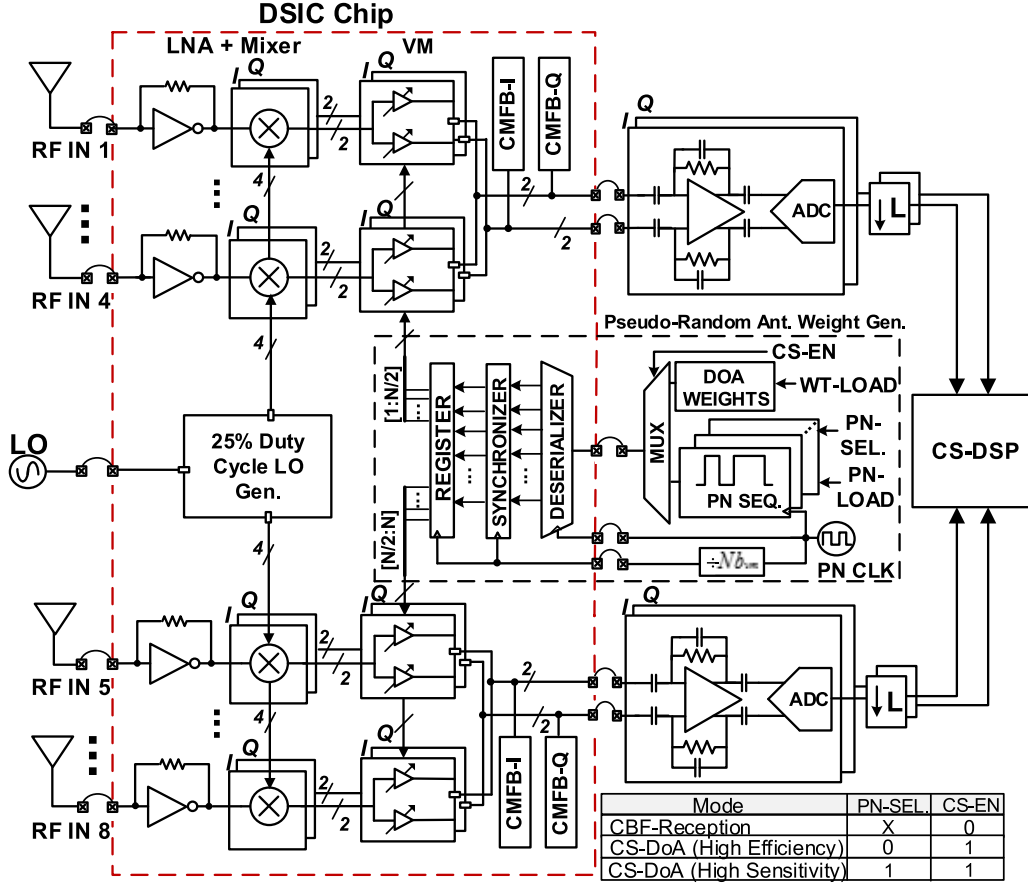 DSIC Chip
LNA + Mixer
VM
I Q
Q
CMFB-I
CMFB-Q
I Q
RF IN 1
2
2
2
2
4
ADC
L
I Q
Q
RF IN 4
2
2
4
Pseudo-Random Ant. Weight Gen.
CS-EN
DOA WEIGHTS
WT-LOAD
[1:N/2]
REGISTER
SYNCHRONIZER
DESERIALIZER
MUX
PN-SEL.
PN-LOAD
PN SEQ.
CS-DSP
LO
25% Duty
Cycle LO
Gen.
4
[N/2:N]
÷Nb_vm
PN CLK
I Q
Q
I Q
RF IN 5
2
2
2
2
4
ADC
L
I Q
Q
RF IN 8
2
2
CMFB-I
CMFB-Q
Mode PN-SEL. CS-EN
CBF-Reception X 0
CS-DoA (High Efficiency) 0 1
CS-DoA (High Sensitivity) 1 1